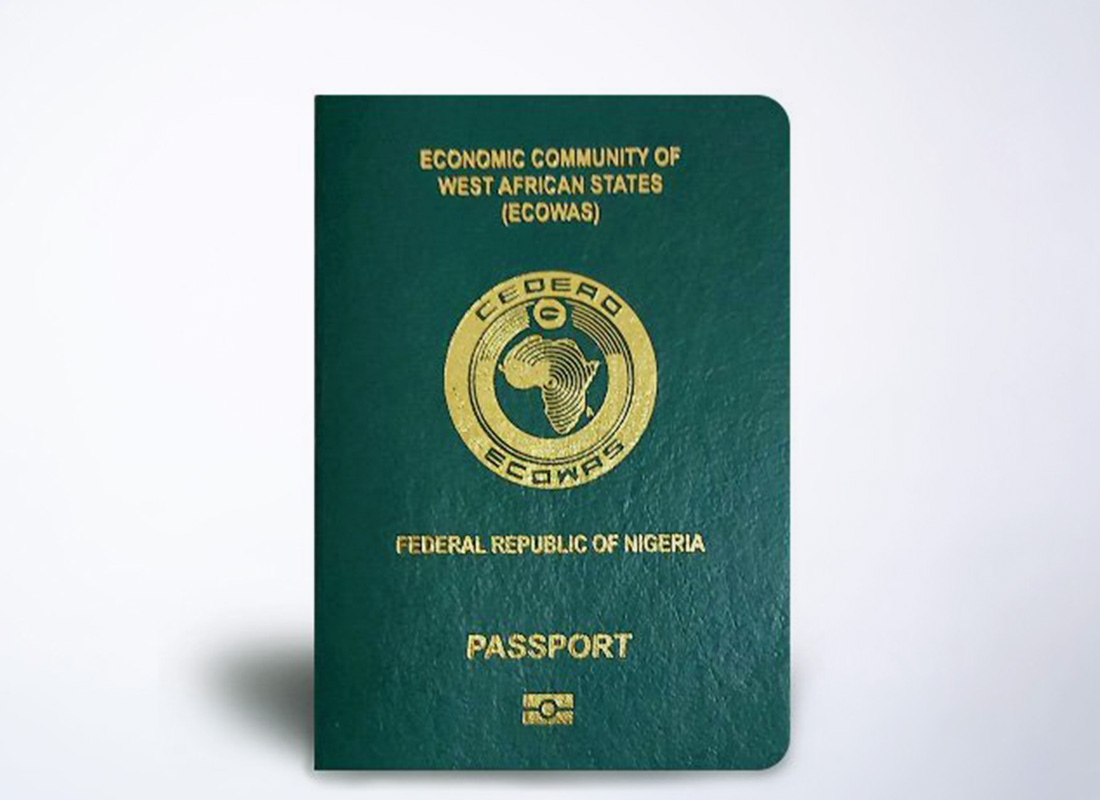 ECONOMIC COMMUNITY OF
WEST AFRICAN STATES
(ECOWAS)
CEDEAO
ECOWAS
FEDERAL REPUBLIC OF NIGERIA
PASSPORT